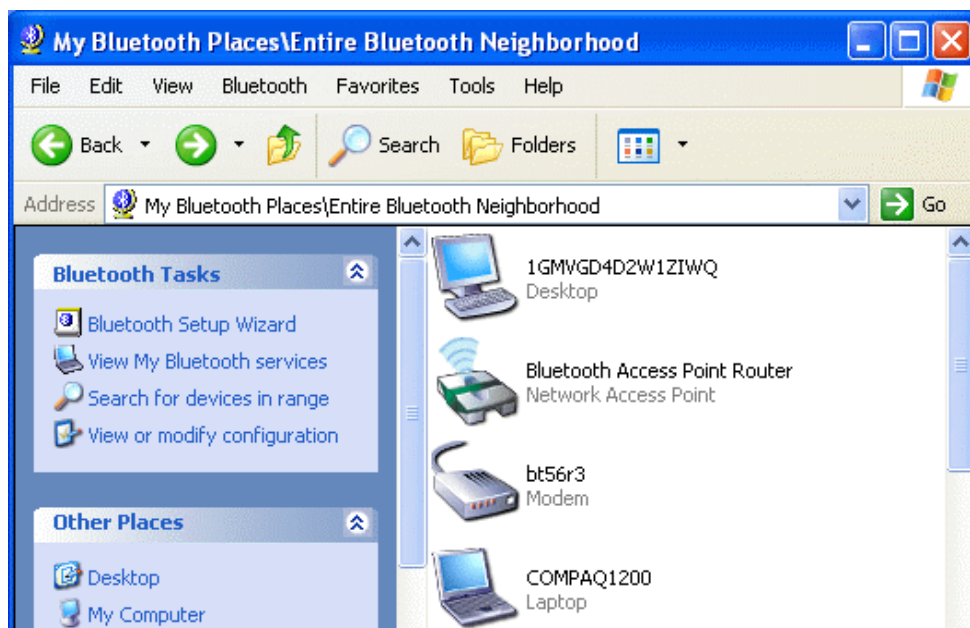 My Bluetooth Places\Entire Bluetooth Neighborhood
File Edit View Bluetooth Favorites Tools Help
Back Search Folders
Address My Bluetooth Places\Entire Bluetooth Neighborhood Go
Bluetooth Tasks
Bluetooth Setup Wizard
View My Bluetooth services
Search for devices in range
View or modify configuration
Other Places
Desktop
My Computer
1GMVGD4D2W1ZIWQ
Desktop
Bluetooth Access Point Router
Network Access Point
bt56r3
Modem
COMPAQ1200
Laptop